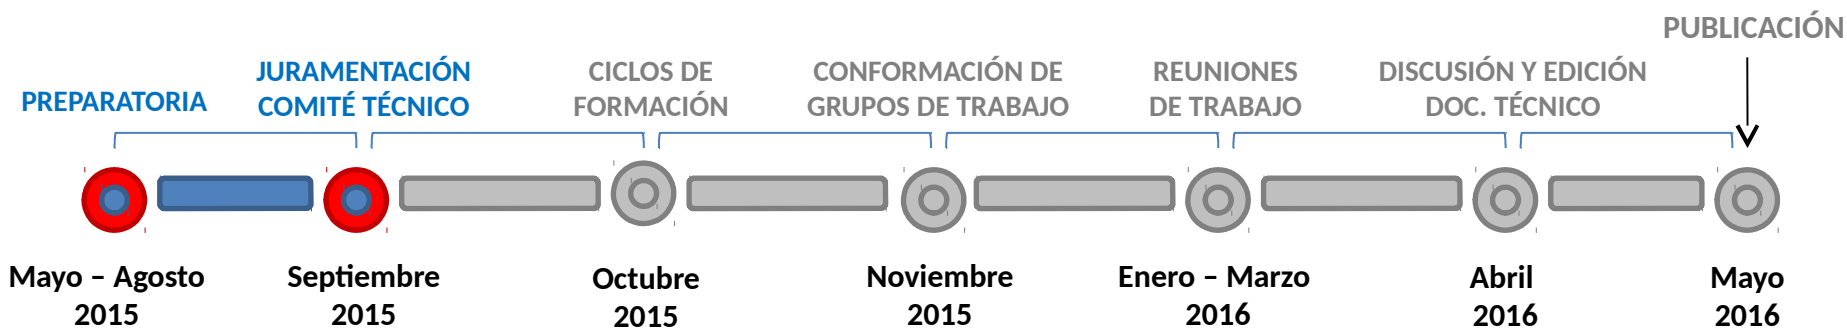 PUBLICACIÓN
PREPARATORIA
JURAMENTACIÓN
COMITÉ TÉCNICO
CICLOS DE
FORMACIÓN
CONFORMACIÓN DE
GRUPOS DE TRABAJO
REUNIONES
DE TRABAJO
DISCUSIÓN Y EDICIÓN
DOC. TÉCNICO
Mayo – Agosto
2015
Septiembre
2015
Octubre
2015
Noviembre
2015
Enero – Marzo
2016
Abril
2016
Mayo
2016